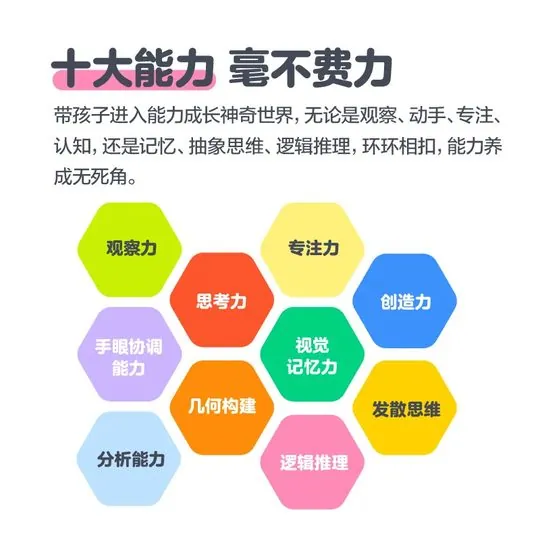 十大能力 毫不费力
带孩子进入能力成长神奇世界，无论是观察、动手、专注、
认知，还是记忆、抽象思维、逻辑推理，环环相扣，能力养
成无死角。
观察力
专注力
思考力
创造力
手眼协调
能力
视觉
记忆力
几何构建
发散思维
分析能力
逻辑推理